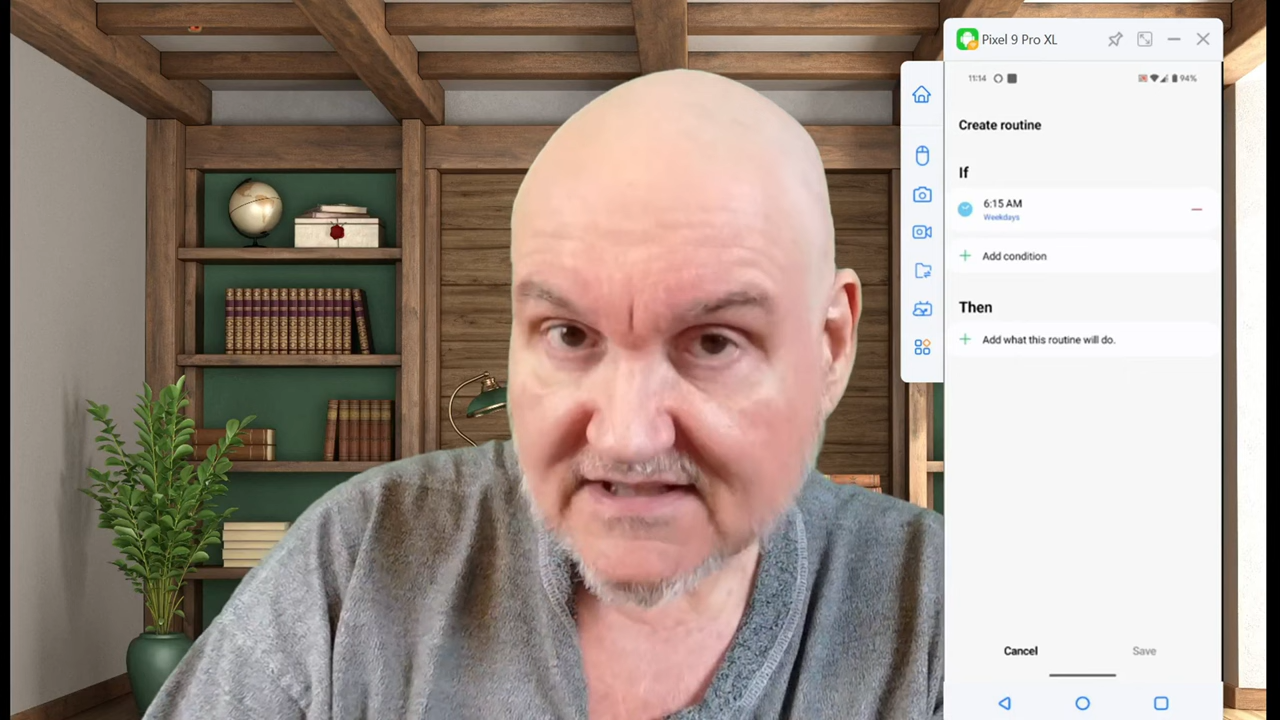 Pixel 9 Pro XL
11:14
94%
Create routine
If
6:15 AM
Weekdays
Add condition
Then
Add what this routine will do.
Cancel
Save